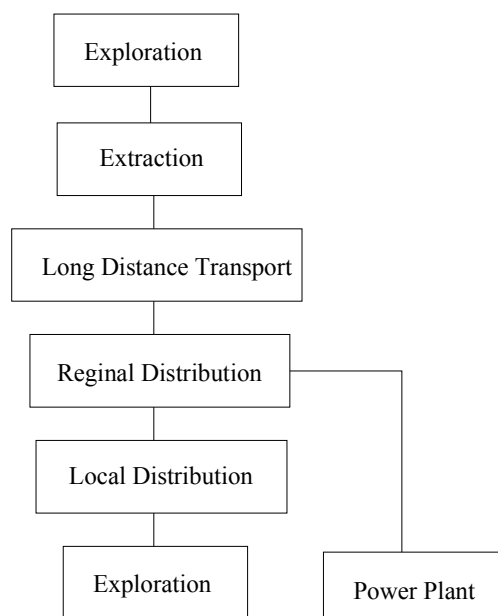 Exploration
Extraction
Long Distance Transport
Reginal Distribution
Local Distribution
Exploration
Power Plant